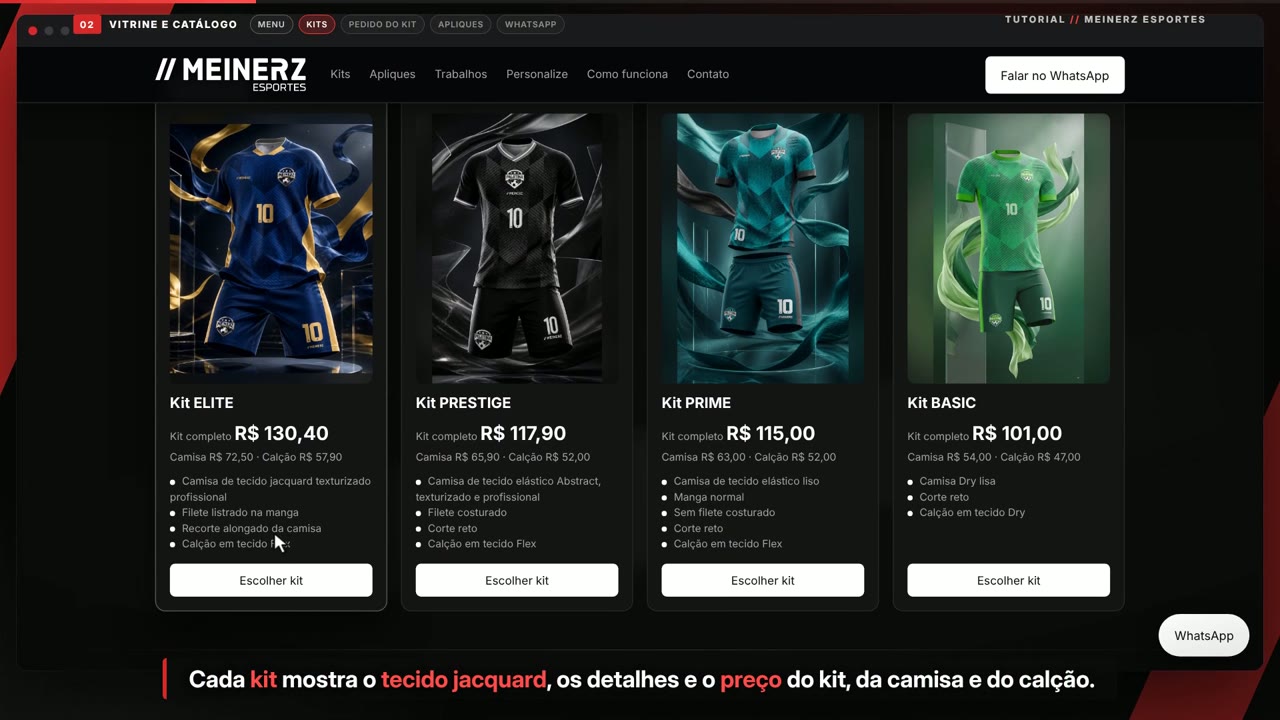 02 VITRINE E CATÁLOGO MENU KITS PEDIDO DO KIT APLIQUES WHATSAPP
TUTORIAL // MEINERZ ESPORTES
// MEINERZ
ESPORTES
Kits Apliques Trabalhos Personalize Como funciona Contato
Falar no WhatsApp
10
10
10
10
10
10
10
10
Kit ELITE
Kit completo R$ 130,40
Camisa R$ 72,50 · Calção R$ 57,90
Camisa de tecido jacquard texturizado
profissional
Filete listrado na manga
Recorte alongado da camisa
Calção em tecido
Escolher kit
Kit PRESTIGE
Kit completo R$ 117,90
Camisa R$ 65,90 · Calção R$ 52,00
Camisa de tecido elástico Abstract,
texturizado e profissional
Filete costurado
Corte reto
Calção em tecido Flex
Escolher kit
Kit PRIME
Kit completo R$ 115,00
Camisa R$ 63,00 · Calção R$ 52,00
Camisa de tecido elástico liso
Manga normal
Sem filete costurado
Corte reto
Calção em tecido Flex
Escolher kit
Kit BASIC
Kit completo R$ 101,00
Camisa R$ 54,00 · Calção R$ 47,00
Camisa Dry lisa
Corte reto
Calção em tecido Dry
Escolher kit
WhatsApp
Cada kit mostra o tecido jacquard, os detalhes e o preço do kit, da camisa e do calção.